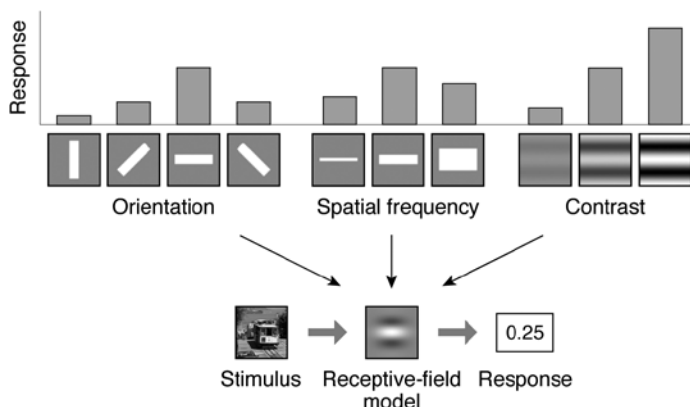 Response
Orientation
Spatial frequency
Contrast
0.25
Stimulus
Receptive-field
model
Response